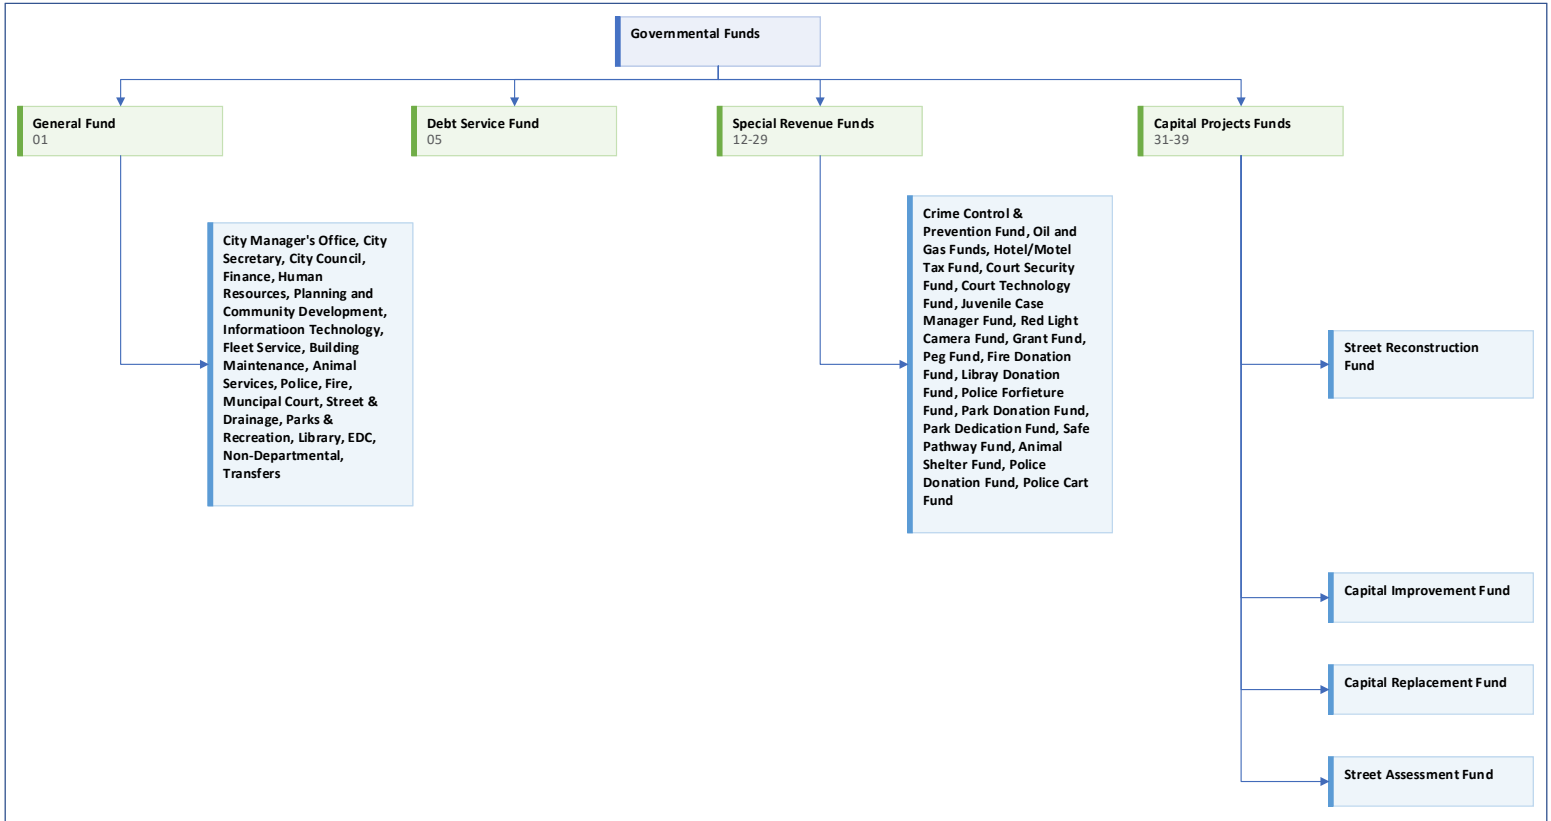 Governmental Funds
General Fund
01
Debt Service Fund
05
Special Revenue Funds
12-29
Capital Projects Funds
31-39
City Manager's Office, City
Secretary, City Council,
Finance, Human
Resources, Planning and
Community Development,
Informatioon Technology,
Fleet Service, Building
Maintenance, Animal
Services, Police, Fire,
Muncipal Court, Street &
Drainage, Parks &
Recreation, Library, EDC,
Non-Departmental,
Transfers
Crime Control &
Prevention Fund, Oil and
Gas Funds, Hotel/Motel
Tax Fund, Court Security
Fund, Court Technology
Fund, Juvenile Case
Manager Fund, Red Light
Camera Fund, Grant Fund,
Peg Fund, Fire Donation
Fund, Libray Donation
Fund, Police Forfieture
Fund, Park Donation Fund,
Park Dedication Fund, Safe
Pathway Fund, Animal
Shelter Fund, Police
Donation Fund, Police Cart
Fund
Street Reconstruction
Fund
Capital Improvement Fund
Capital Replacement Fund
Street Assessment Fund